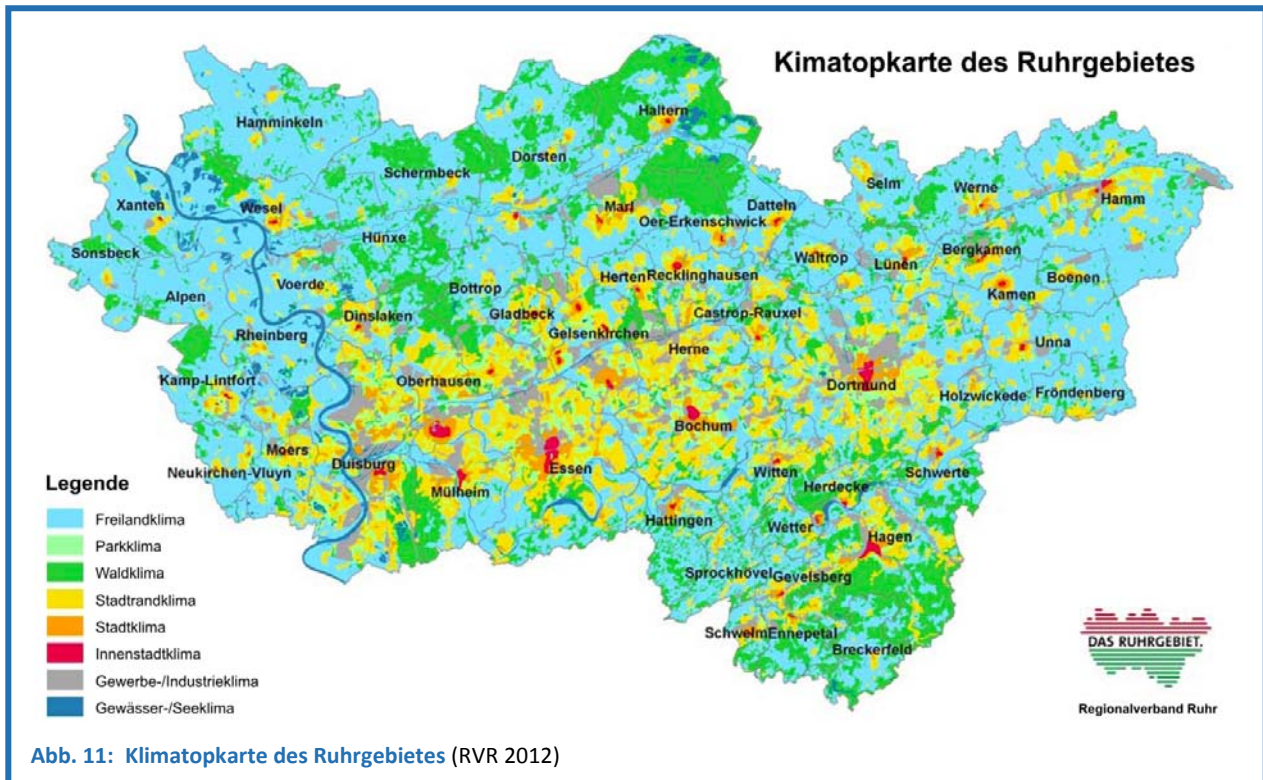 Kimatopkarte des Ruhrgebietes
Haltern
Hamminkeln
Dorsten
Schermbeck
Selm
Werne
Hamm
Xanten
Wesel
Marl
Datteln
Oer-Erkenschwick
Hünxe
Bergkamen
Sonsbeck
Waltrop
Lünen
Recklinghausen
Herten
Boenen
Voerde
Alpen
Bottrop
Kamen
Dinslaken
Gladbeck
Castrop-Rauxel
Gelsenkirchen
Rheinberg
Unna
Herne
Kamp-Lintfort
Oberhausen
Dortmund
Holzwickede
Fröndenberg
Bochum
Moers
Duisburg
Essen
Neukirchen-Vluyn
Witten
Schwerte
Mülheim
Herdecke
Hattingen
Wetter
Hagen
Sprockhövel
Gevelsberg
Schwelm
Ennepetal
Breckerfeld
Legende
Freilandklima
Parkklima
Waldklima
Stadtrandklima
Stadtklima
Innenstadtklima
Gewerbe-/Industrieklima
Gewässer-/Seeklima
DAS RUHRGEBIET.
Regionalverband Ruhr
Abb. 11: Klimatopkarte des Ruhrgebietes (RVR 2012)